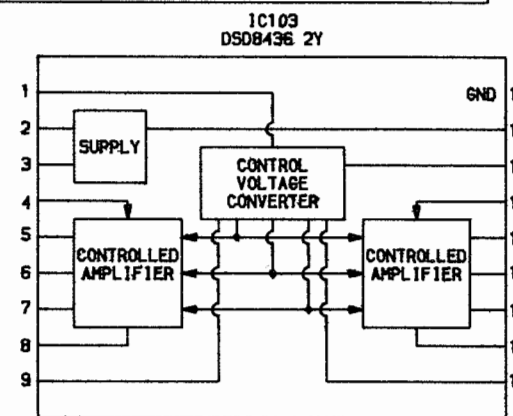 IC103
DSD8436 2Y
1
GND
2
SUPPLY
3
CONTROL
VOLTAGE
CONVERTER
4
5
CONTROLLED
AMPLIFIER
CONTROLLED
AMPLIFIER
6
7
8
9